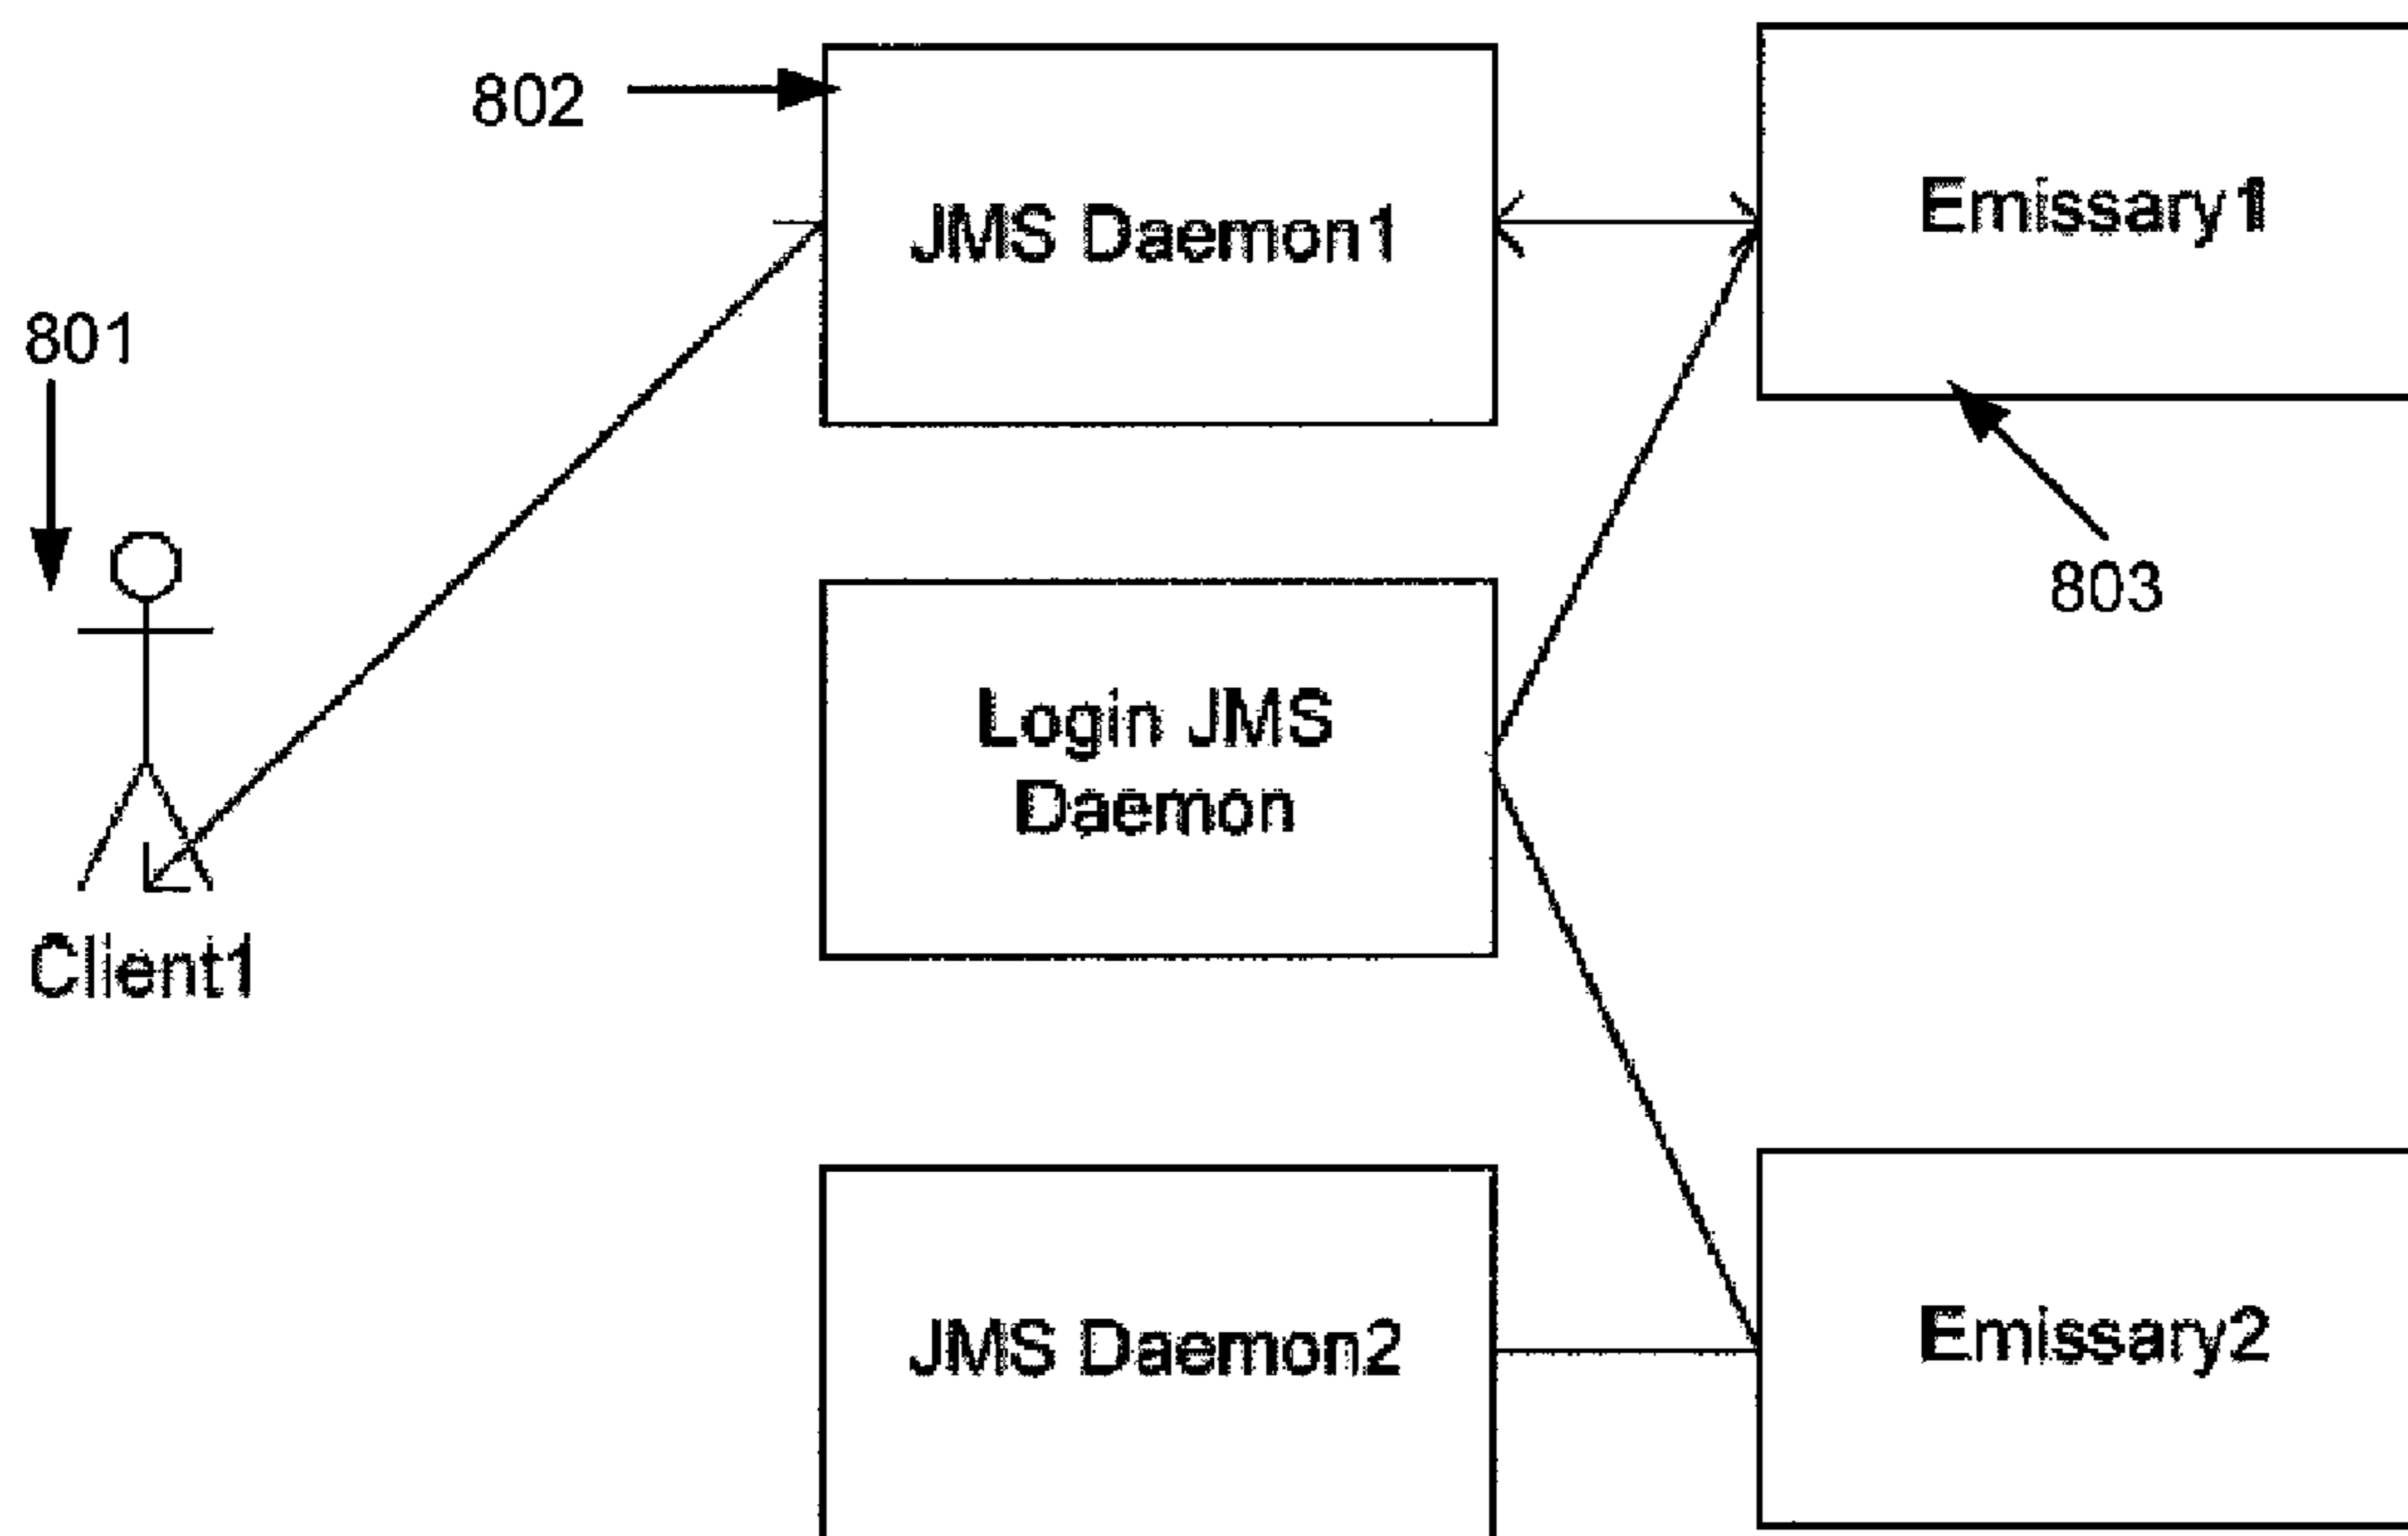 802
JMS Daemon1
Emissary1
801
803
Login JMS
Daemon
Client1
JMS Daemon2
Emissary2